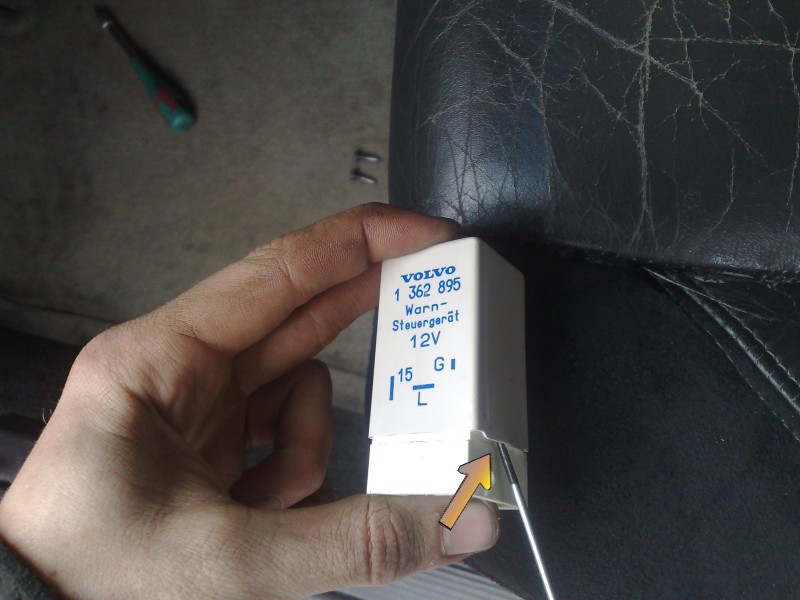 VOLVO
1 362 895
Warn-
Steuergerät
12V
15 G
L